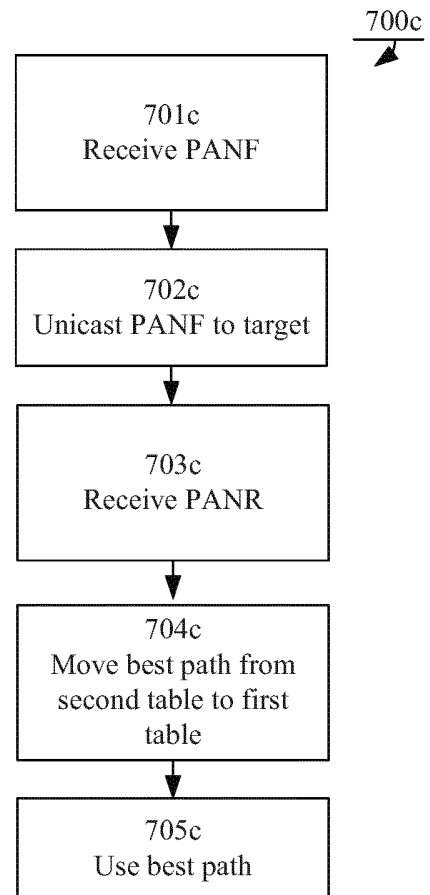 700c
701c
Receive PANF
702c
Unicast PANF to target
703c
Receive PANR
704c
Move best path from
second table to first
table
705c
Use best path